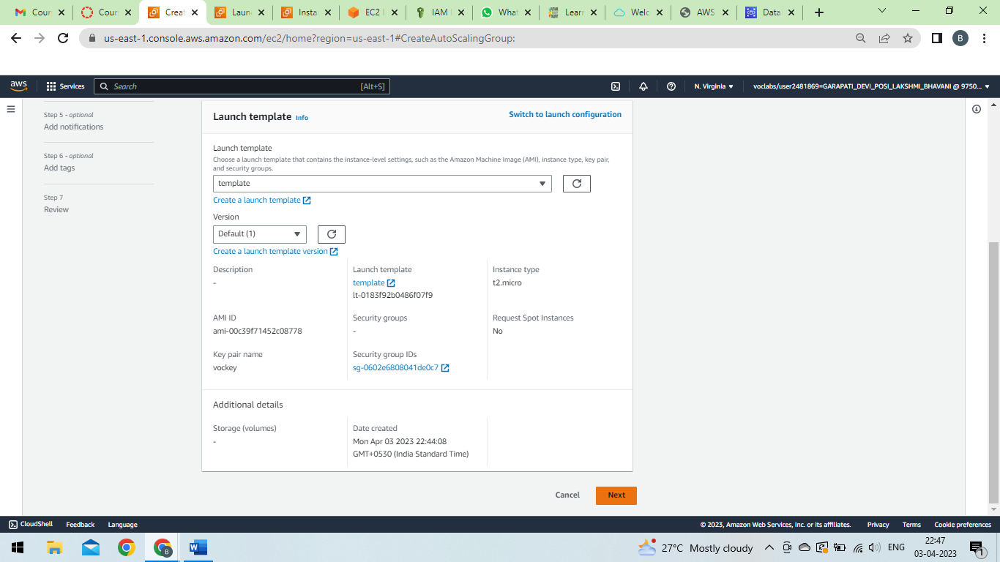 Cour
Cour
Creat
Laun
Insta
EC2 I
IAM
What
Learn
Welc
AWS
Data
us-east-1.console.aws.amazon.com/ec2/home?region=us-east-1#CreateAutoScalingGroup:
B
aws
Services
Search
[Alt+S]
N. Virginia
voclabs/user2481869=GARAPATI_DEVI_POSI_LAKSHMI_BHAVANI @ 9750...
Step 5 - optional
Add notifications
Step 6 - optional
Add tags
Step 7
Review
Launch template Info
Switch to launch configuration
Launch template
Choose a launch template that contains the instance-level settings, such as the Amazon Machine Image (AMI), instance type, key pair,
and security groups.
template
Create a launch template
Version
Default (1)
Create a launch template version
Description
-
Launch template
template
lt-0183f92b0486f07f9
Instance type
t2.micro
AMI ID
ami-00c39f71452c08778
Security groups
-
Request Spot Instances
No
Key pair name
vockey
Security group IDs
sg-0602e6808041de0c7
Additional details
Storage (volumes)
-
Date created
Mon Apr 03 2023 22:44:08
GMT+0530 (India Standard Time)
Cancel
Next
CloudShell
Feedback
Language
© 2023, Amazon Web Services, Inc. or its affiliates.
Privacy
Terms
Cookie preferences
B
W
27°C Mostly cloudy
ENG
22:47
03-04-2023
1